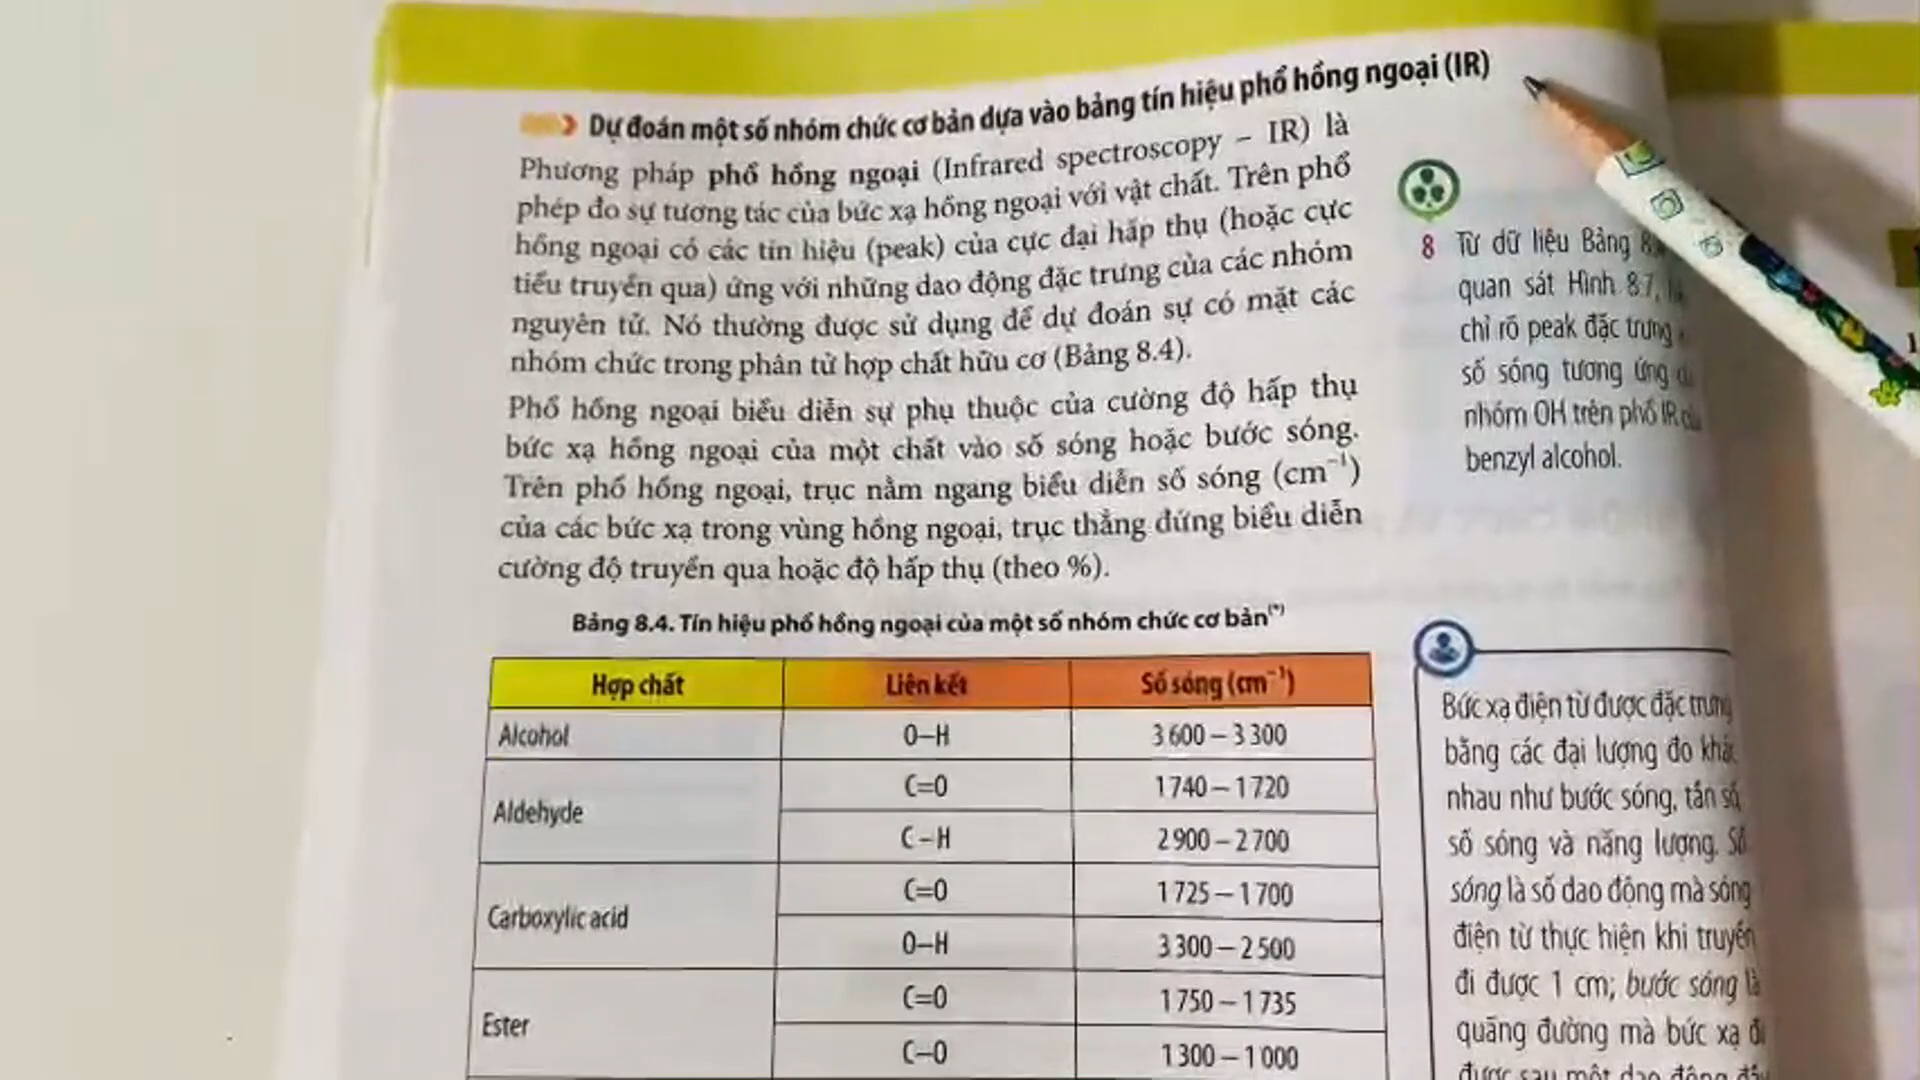 Dự đoán một số nhóm chức cơ bản dựa vào bảng tín hiệu phổ hồng ngoại (IR)
Phương pháp phổ hồng ngoại (Infrared spectroscopy – IR) là
phép đo sự tương tác của bức xạ hồng ngoại với vật chất. Trên phổ
hồng ngoại có các tín hiệu (peak) của cực đại hấp thụ (hoặc cực
tiểu truyền qua) ứng với những dao động đặc trưng của các nhóm
nguyên tử. Nó thường được sử dụng để dự đoán sự có mặt các
nhóm chức trong phân tử hợp chất hữu cơ (Bảng 8.4).
Phổ hồng ngoại biểu diễn sự phụ thuộc của cường độ hấp thụ
bức xạ hồng ngoại của một chất vào số sóng hoặc bước sóng.
Trên phổ hồng ngoại, trục nằm ngang biểu diễn số sóng (cm⁻¹)
của các bức xạ trong vùng hồng ngoại, trục thẳng đứng biểu diễn
cường độ truyền qua hoặc độ hấp thụ (theo %).
Bảng 8.4. Tín hiệu phổ hồng ngoại của một số nhóm chức cơ bản(*)
Hợp chất Liên kết Số sóng (cm⁻¹)
Alcohol O–H 3 600 – 3 300
Aldehyde C=O 1 740 – 1 720
C – H 2 900 – 2 700
Carboxylic acid C=O 1 725 – 1 700
O–H 3 300 – 2 500
Ester C=O 1 750 – 1 735
C–O 1 300 – 1 000
8 Từ dữ liệu Bảng
quan sát Hình 8.7,
chỉ rõ peak đặc trưng
số sóng tương ứng
nhóm OH trên phổ IR
benzyl alcohol.
Bức xạ điện từ được đặc trưng
bằng các đại lượng đo khác
nhau như bước sóng, tần số,
số sóng và năng lượng. Số
sóng là số dao động mà sóng
điện từ thực hiện khi truyền
đi được 1 cm; bước sóng là
quãng đường mà bức xạ đi
được sau một dao động